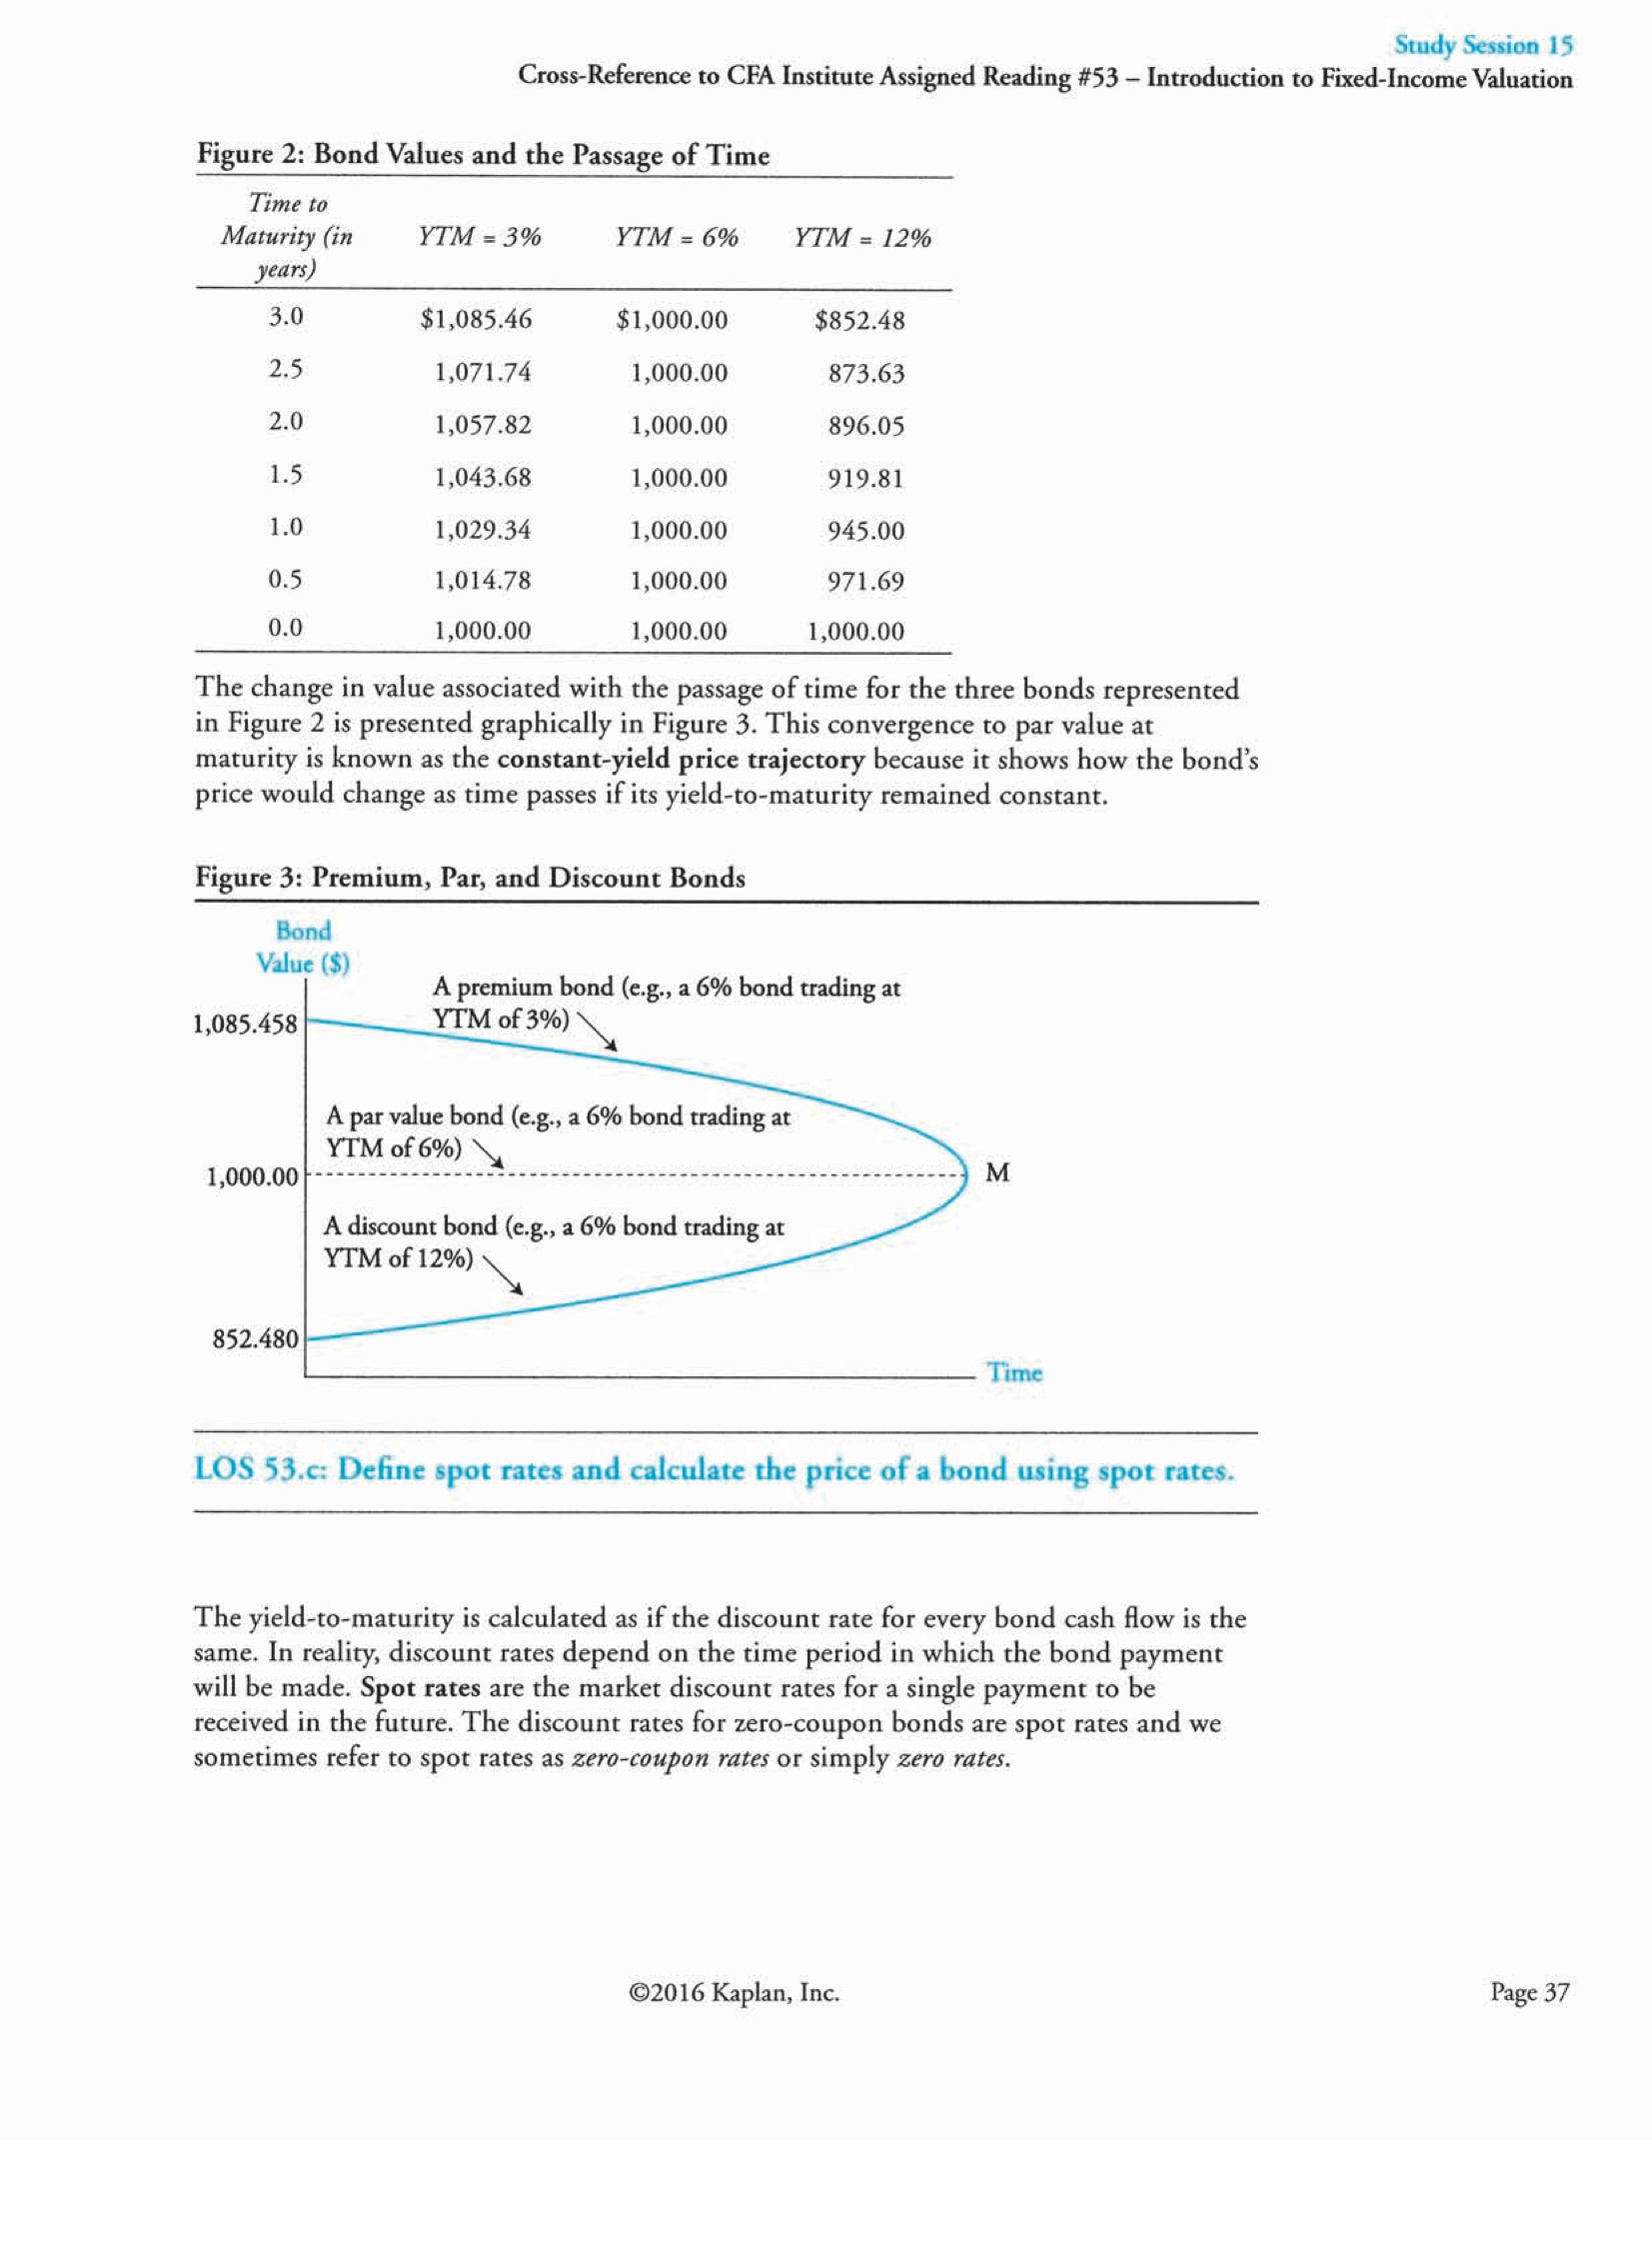 Study Session 15
Cross-Reference to CFA Institute Assigned Reading #53 – Introduction to Fixed-Income Valuation
Figure 2: Bond Values and the Passage of Time
Time to
Maturity (in YTM = 3% YTM = 6% YTM = 12%
years)
3.0 $1,085.46 $1,000.00 $852.48
2.5 1,071.74 1,000.00 873.63
2.0 1,057.82 1,000.00 896.05
1.5 1,043.68 1,000.00 919.81
1.0 1,029.34 1,000.00 945.00
0.5 1,014.78 1,000.00 971.69
0.0 1,000.00 1,000.00 1,000.00
The change in value associated with the passage of time for the three bonds represented
in Figure 2 is presented graphically in Figure 3. This convergence to par value at
maturity is known as the constant-yield price trajectory because it shows how the bond's
price would change as time passes if its yield-to-maturity remained constant.
Figure 3: Premium, Par, and Discount Bonds
Bond
Value ($)
A premium bond (e.g., a 6% bond trading at
1,085.458 YTM of 3%)
A par value bond (e.g., a 6% bond trading at
YTM of 6%)
1,000.00 M
A discount bond (e.g., a 6% bond trading at
YTM of 12%)
852.480
Time
LOS 53.c: Define spot rates and calculate the price of a bond using spot rates.
The yield-to-maturity is calculated as if the discount rate for every bond cash flow is the
same. In reality, discount rates depend on the time period in which the bond payment
will be made. Spot rates are the market discount rates for a single payment to be
received in the future. The discount rates for zero-coupon bonds are spot rates and we
sometimes refer to spot rates as zero-coupon rates or simply zero rates.
©2016 Kaplan, Inc. Page 37